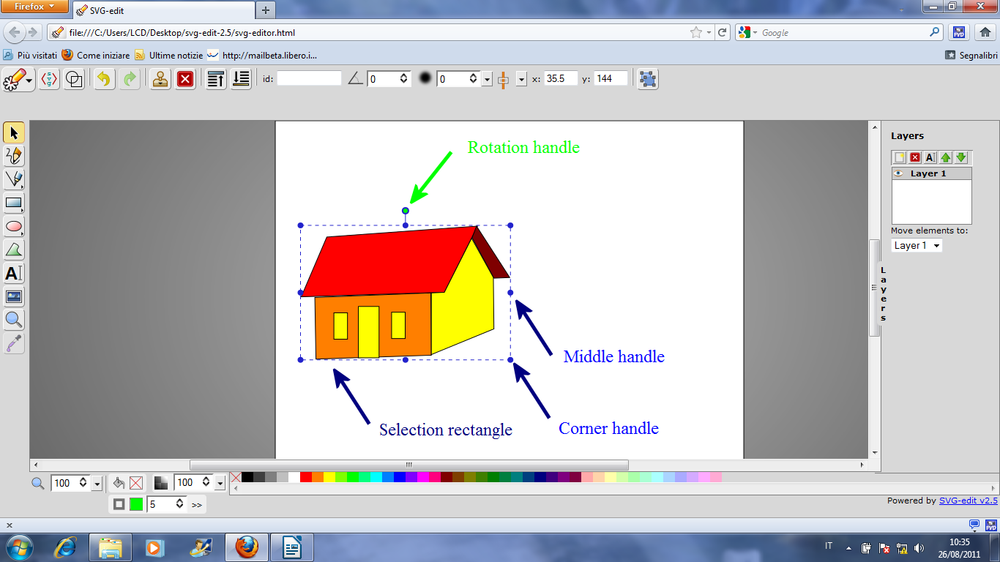 Firefox
SVG-edit
file:///C:/Users/LCD/Desktop/svg-edit-2.5/svg-editor.html
Google
FVD
Più visitati
Come iniziare
Ultime notizie
http://mailbeta.libero.i...
Segnalibri
<svg>
id:
0
0
x: 35.5
y: 144
Rotation handle
Layers
A
Layer 1
Move elements to:
Layer 1
Layers
A
Middle handle
Selection rectangle
Corner handle
100
100
5
>>
Powered by SVG-edit v2.5
x
FVD
IT
10:35
26/08/2011